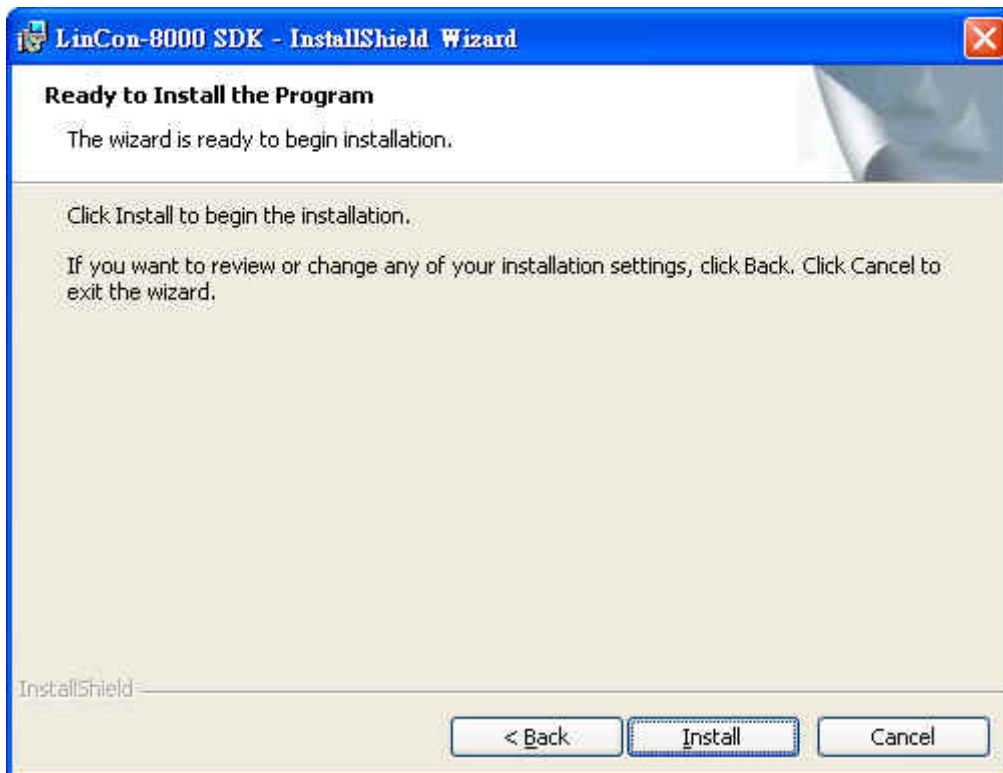 LinCon-8000 SDK - InstallShield Wizard
Ready to Install the Program
The wizard is ready to begin installation.
Click Install to begin the installation.
If you want to review or change any of your installation settings, click Back. Click Cancel to
exit the wizard.
InstallShield
< Back
Install
Cancel